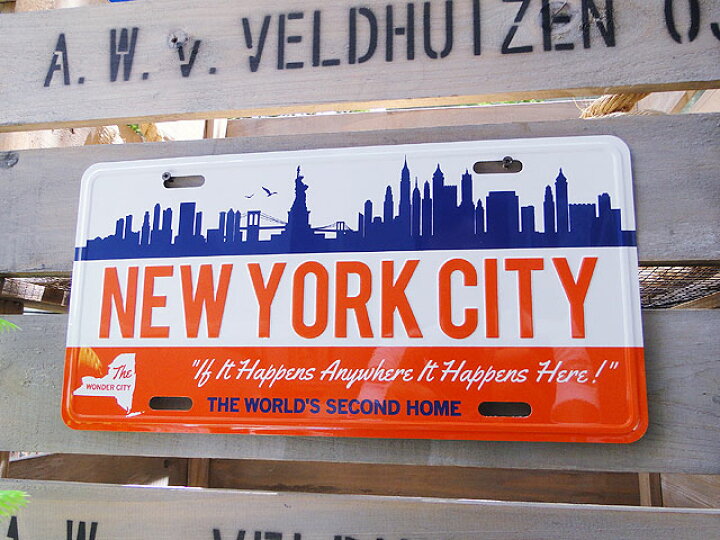 A. W. v. VELDHUIZEN
NEW YORK CITY
The
WONDER CITY
"If It Happens Anywhere It Happens Here!"
THE WORLD'S SECOND HOME
A. W.